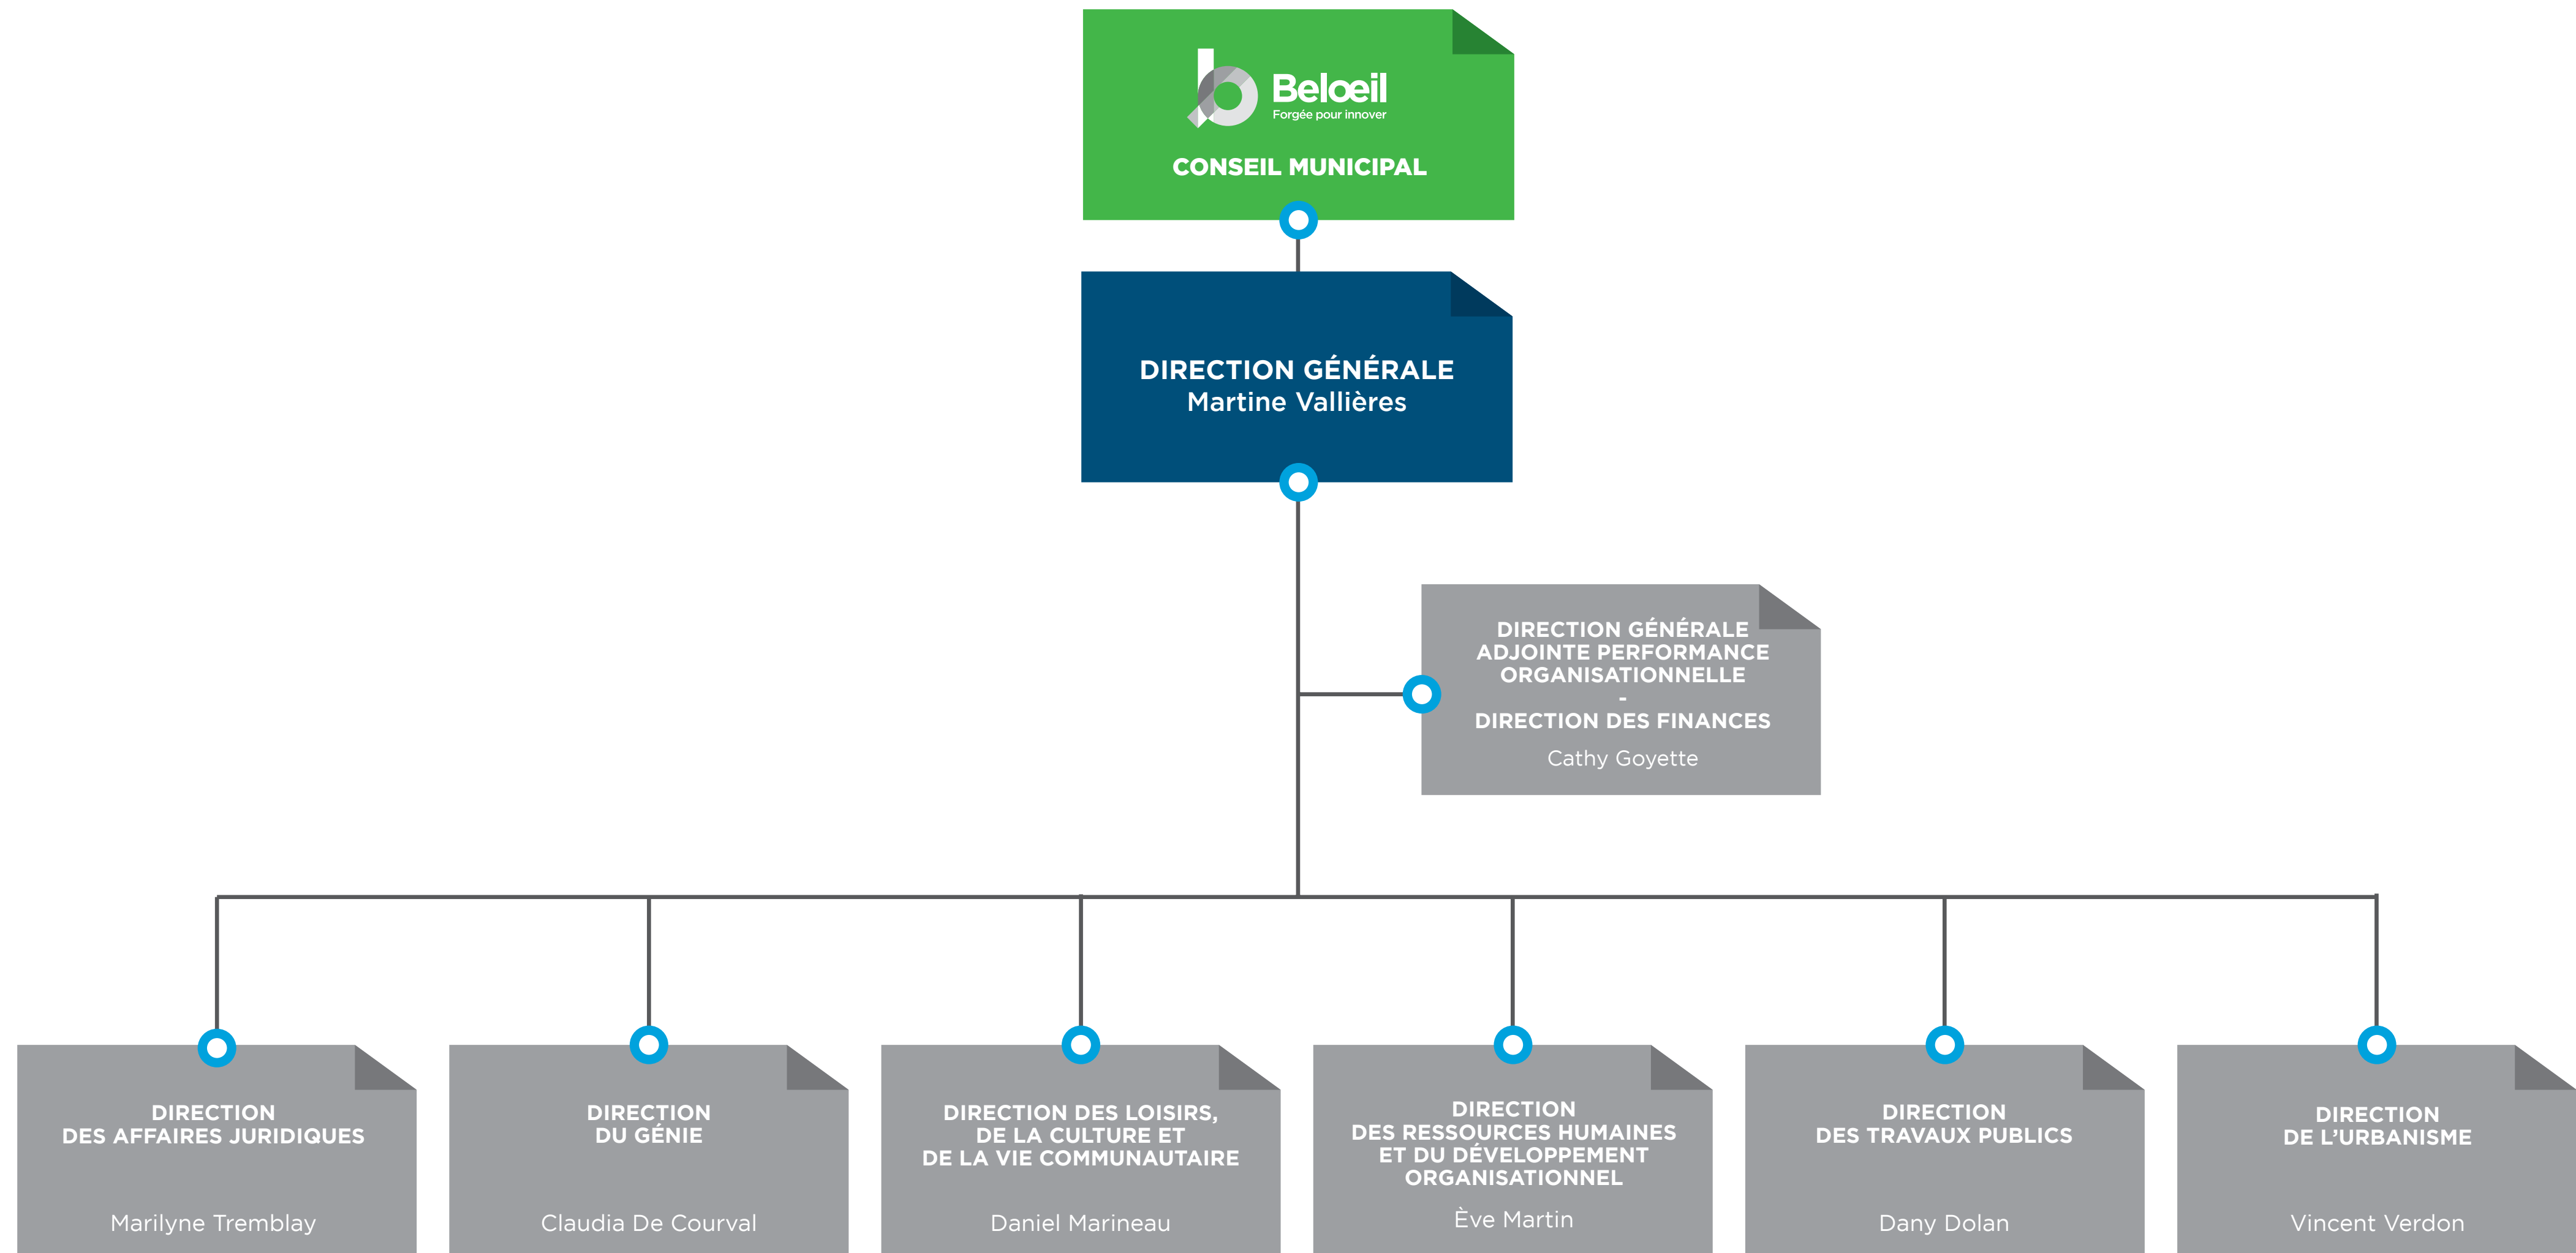 Belœil
Forgée pour innover
CONSEIL MUNICIPAL
DIRECTION GÉNÉRALE
Martine Vallières
DIRECTION GÉNÉRALE
ADJOINTE PERFORMANCE
ORGANISATIONNELLE
-
DIRECTION DES FINANCES
Cathy Goyette
DIRECTION
DES AFFAIRES JURIDIQUES
Marilyne Tremblay
DIRECTION
DU GÉNIE
Claudia De Courval
DIRECTION DES LOISIRS,
DE LA CULTURE ET
DE LA VIE COMMUNAUTAIRE
Daniel Marineau
DIRECTION
DES RESSOURCES HUMAINES
ET DU DÉVELOPPEMENT
ORGANISATIONNEL
Ève Martin
DIRECTION
DES TRAVAUX PUBLICS
Dany Dolan
DIRECTION
DE L’URBANISME
Vincent Verdon